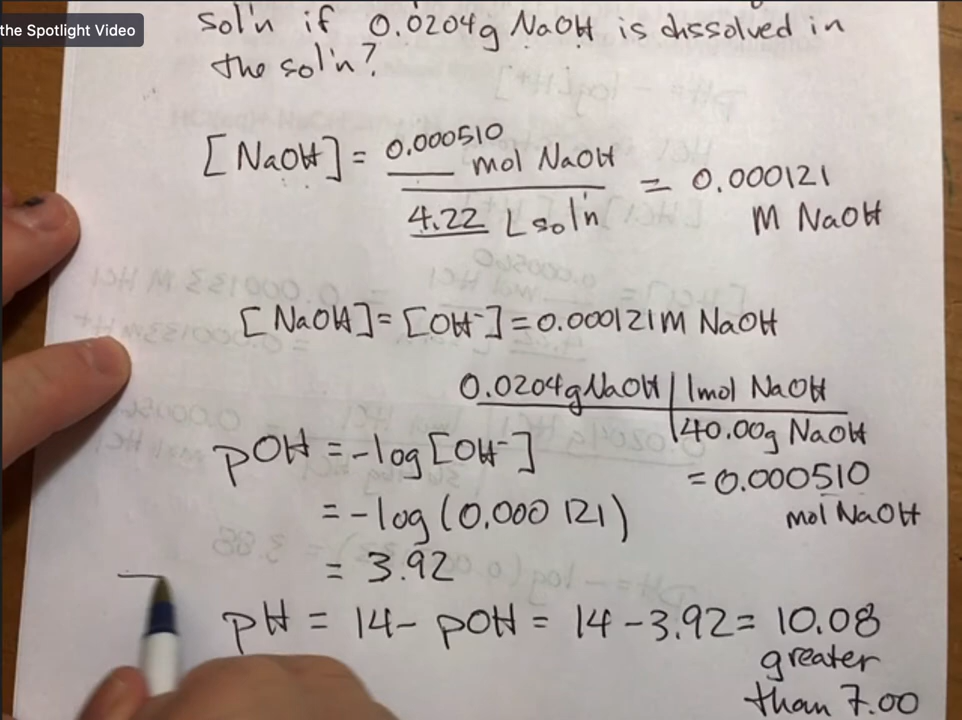 the Spotlight Video
sol'n if 0.0204g NaOH is dissolved in
the sol'n?
[NaOH] = 0.000510 mol NaOH / 4.22 L sol'n = 0.000121
M NaOH
[NaOH] = [OH⁻] = 0.000121 M NaOH
0.0204g NaOH | 1 mol NaOH
| 40.00g NaOH
= 0.000510
mol NaOH
pOH = -log [OH⁻]
= -log (0.000121)
= 3.92
pH = 14 - pOH = 14 - 3.92 = 10.08
greater
than 7.00